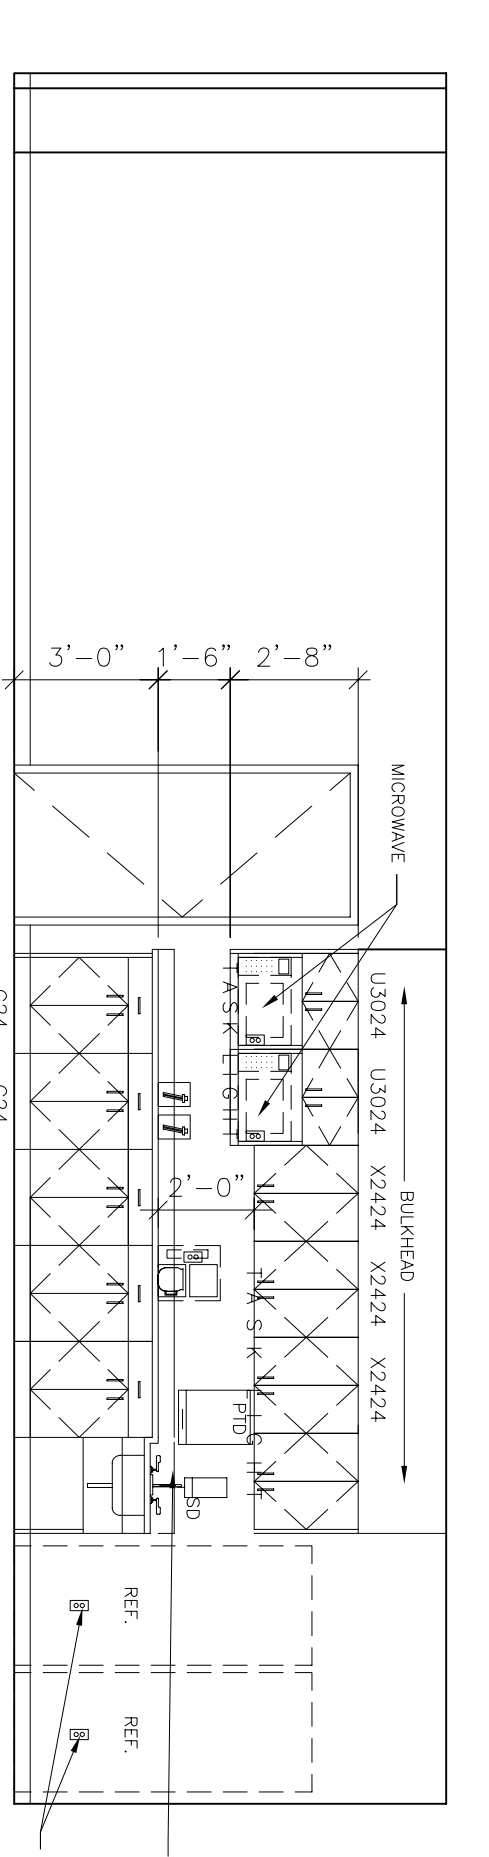 MICROWAVE
BULKHEAD
U3024
U3024
X2424
X2424
X2424
2'-8"
1'-6"
3'-0"
2'-0"
TASK LIGHT
TASK LIGHT
PTD
SD
REF.
REF.